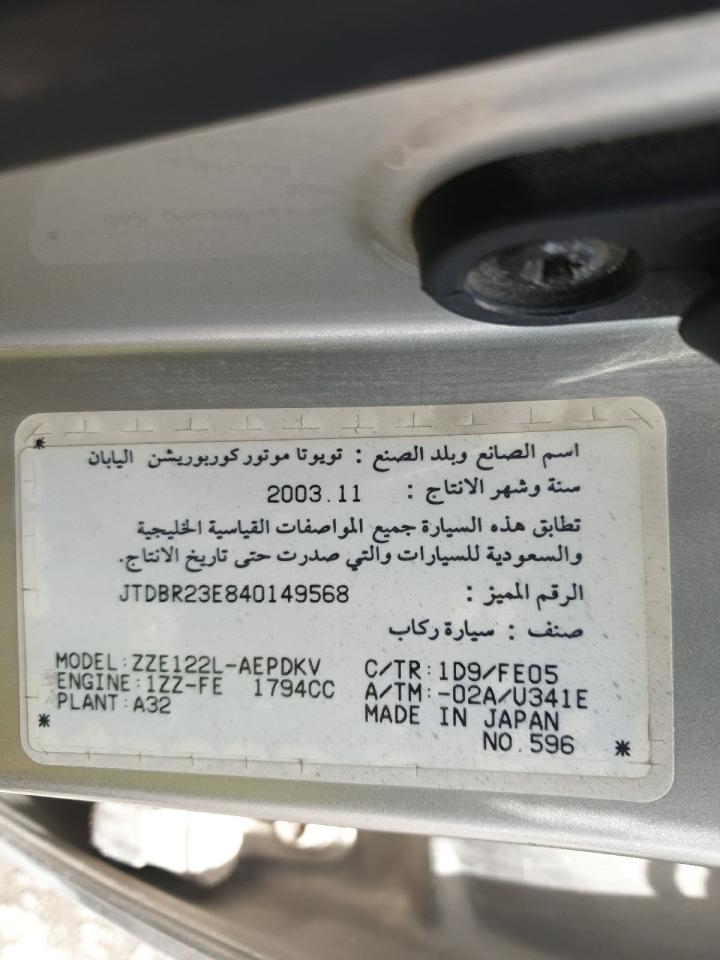 اسم الصانع وبلد الصنع : تويوتا موتور كوربوريشن اليابان
سنة وشهر الانتاج : 2003.11
تطابق هذه السيارة جميع المواصفات القياسية الخليجية
والسعودية للسيارات والتي صدرت حتى تاريخ الانتاج.
الرقم المميز : JTDBR23E840149568
صنف : سيارة ركاب
MODEL:ZZE122L-AEPDKV C/TR:1D9/FE05
ENGINE:1ZZ-FE 1794CC A/TM:-02A/U341E
PLANT:A32 MADE IN JAPAN
NO.596